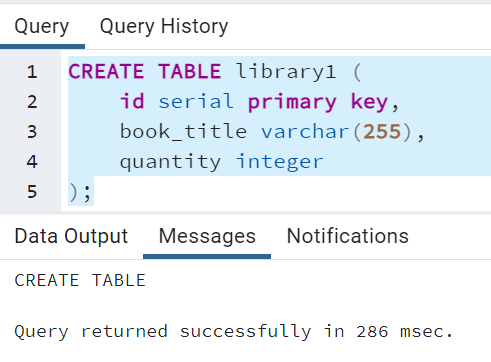 Query Query History
1 CREATE TABLE library1 (
2 id serial primary key,
3 book_title varchar(255),
4 quantity integer
5 );
Data Output Messages Notifications
CREATE TABLE
Query returned successfully in 286 msec.